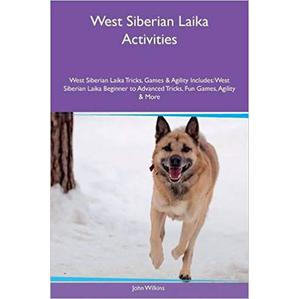 West Siberian Laika
Activities
West Siberian Laika Tricks, Games & Agility Includes: West
Siberian Laika Beginner to Advanced Tricks, Fun Games, Agility
& More
John Wilkins